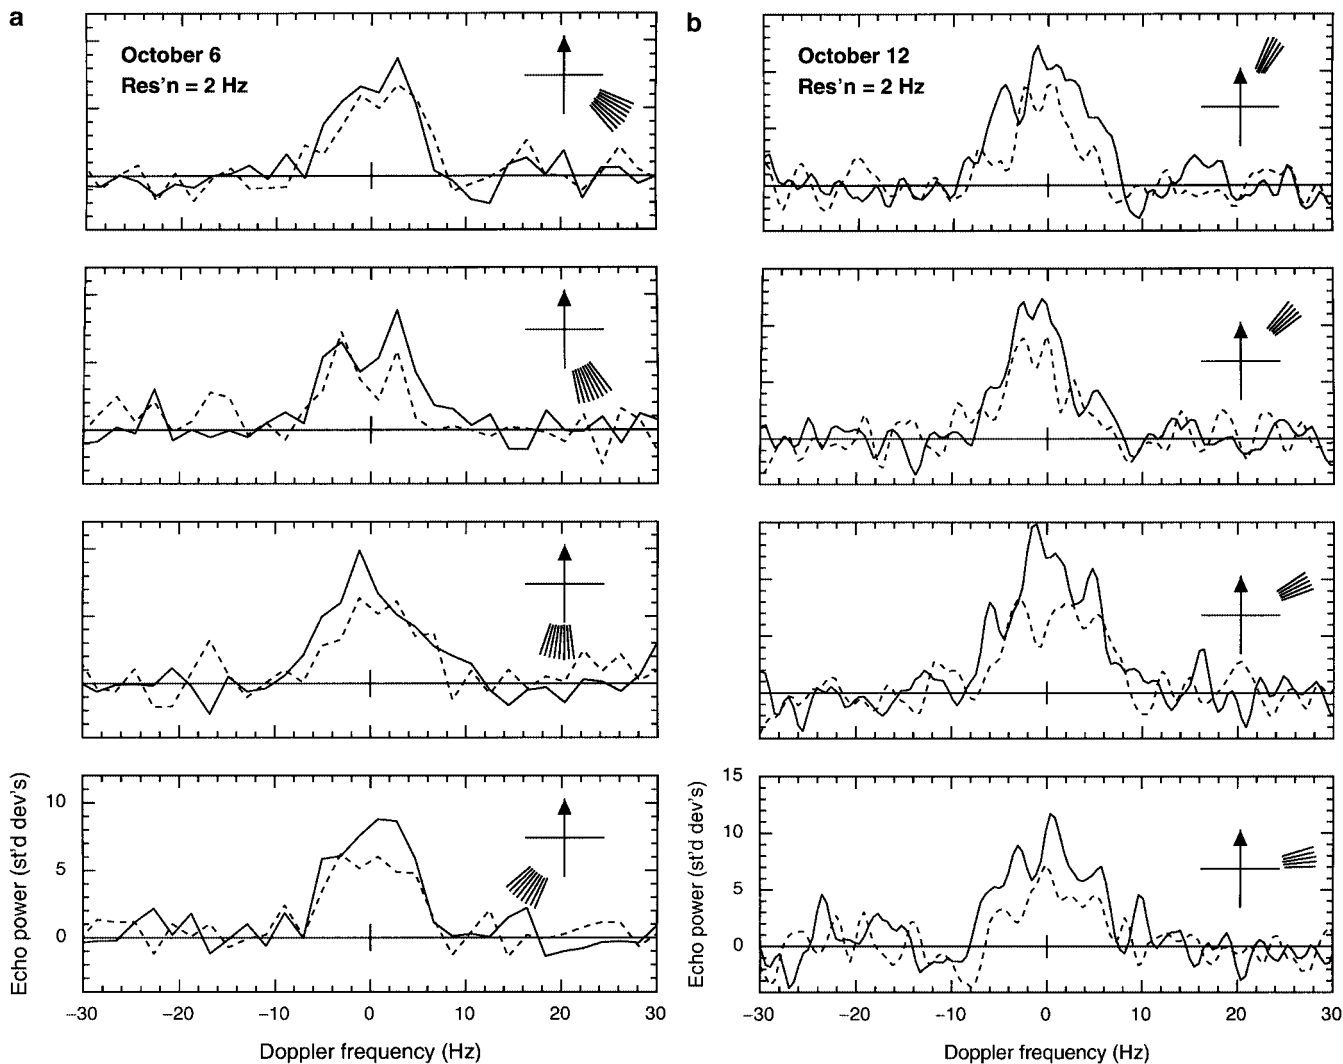 a
October 6
Res'n = 2 Hz
b
October 12
Res'n = 2 Hz
Echo power (st'd dev's)
10
5
0
−30 −20 −10 0 10 20 30
Doppler frequency (Hz)
Echo power (st'd dev's)
15
10
5
0
−30 −20 −10 0 10 20 30
Doppler frequency (Hz)